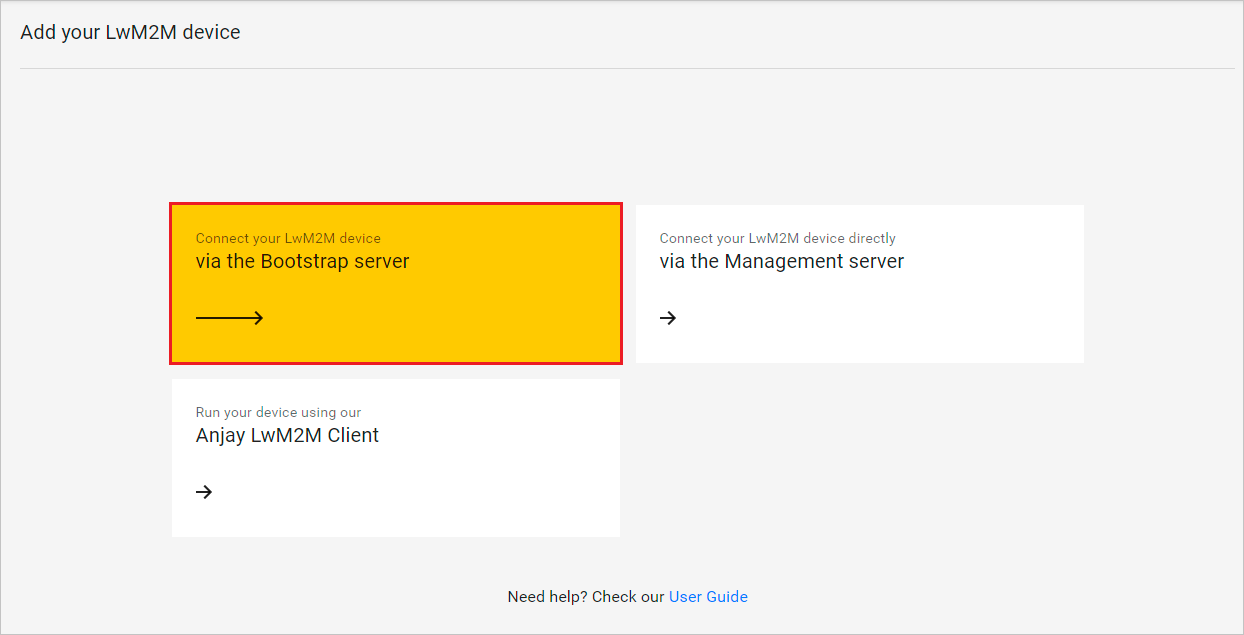 Add your LwM2M device
Connect your LwM2M device
via the Bootstrap server
Connect your LwM2M device directly
via the Management server
Run your device using our
Anjay LwM2M Client
Need help? Check our User Guide